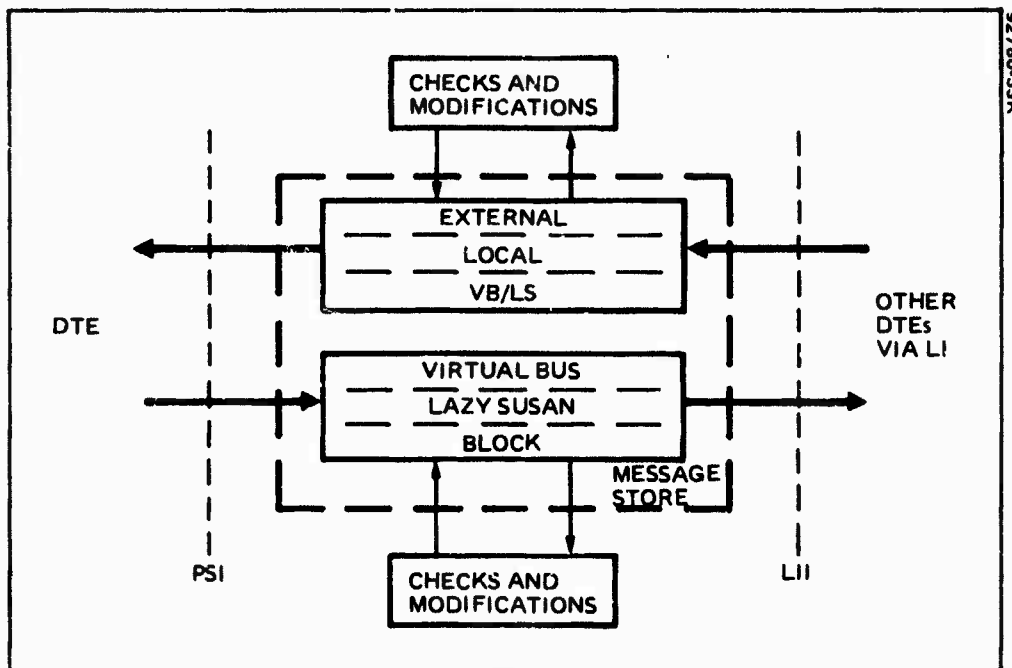 CHECKS AND
MODIFICATIONS
EXTERNAL
LOCAL
VB/LS
DTE
OTHER
DTEs
VIA LI
VIRTUAL BUS
LAZY SUSAN
BLOCK
MESSAGE
STORE
PSI
LII
CHECKS AND
MODIFICATIONS